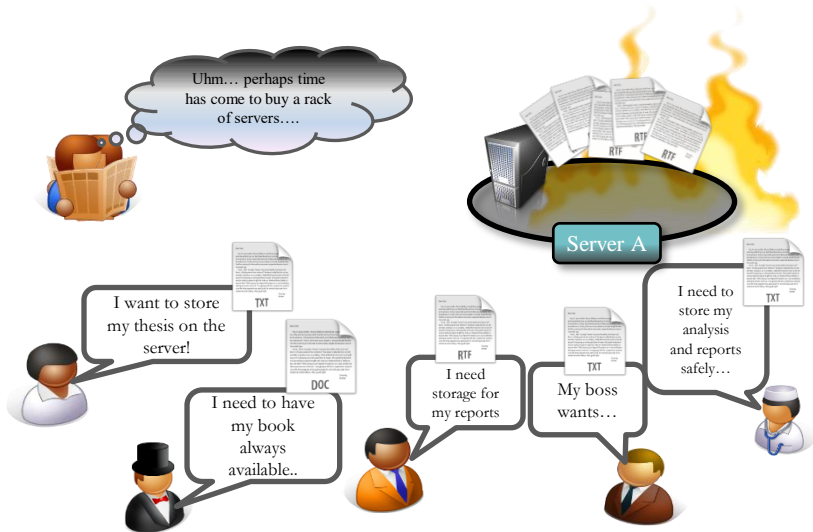 Uhm… perhaps time
has come to buy a rack
of servers….
RTF
RTF
RTF
Server A
TXT
I want to store
my thesis on the
server!
DOC
I need to have
my book
always
available..
RTF
I need
storage for
my reports
TXT
My boss
wants…
TXT
I need to
store my
analysis
and reports
safely…